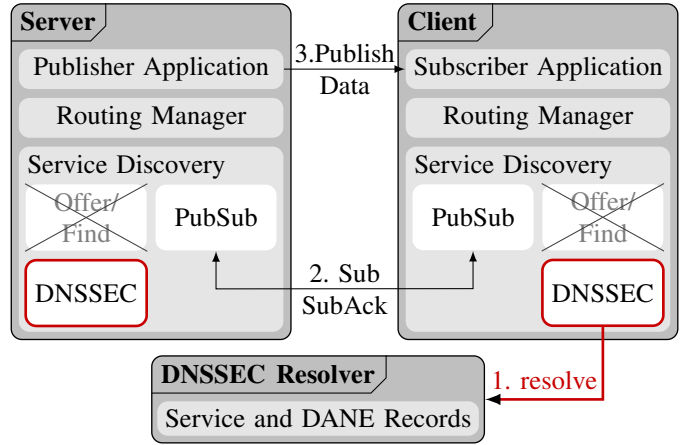 Server
Publisher Application
Routing Manager
Service Discovery
Offer/
Find
PubSub
DNSSEC
3.Publish
Data
2. Sub
SubAck
Client
Subscriber Application
Routing Manager
Service Discovery
PubSub
Offer/
Find
DNSSEC
1. resolve
DNSSEC Resolver
Service and DANE Records